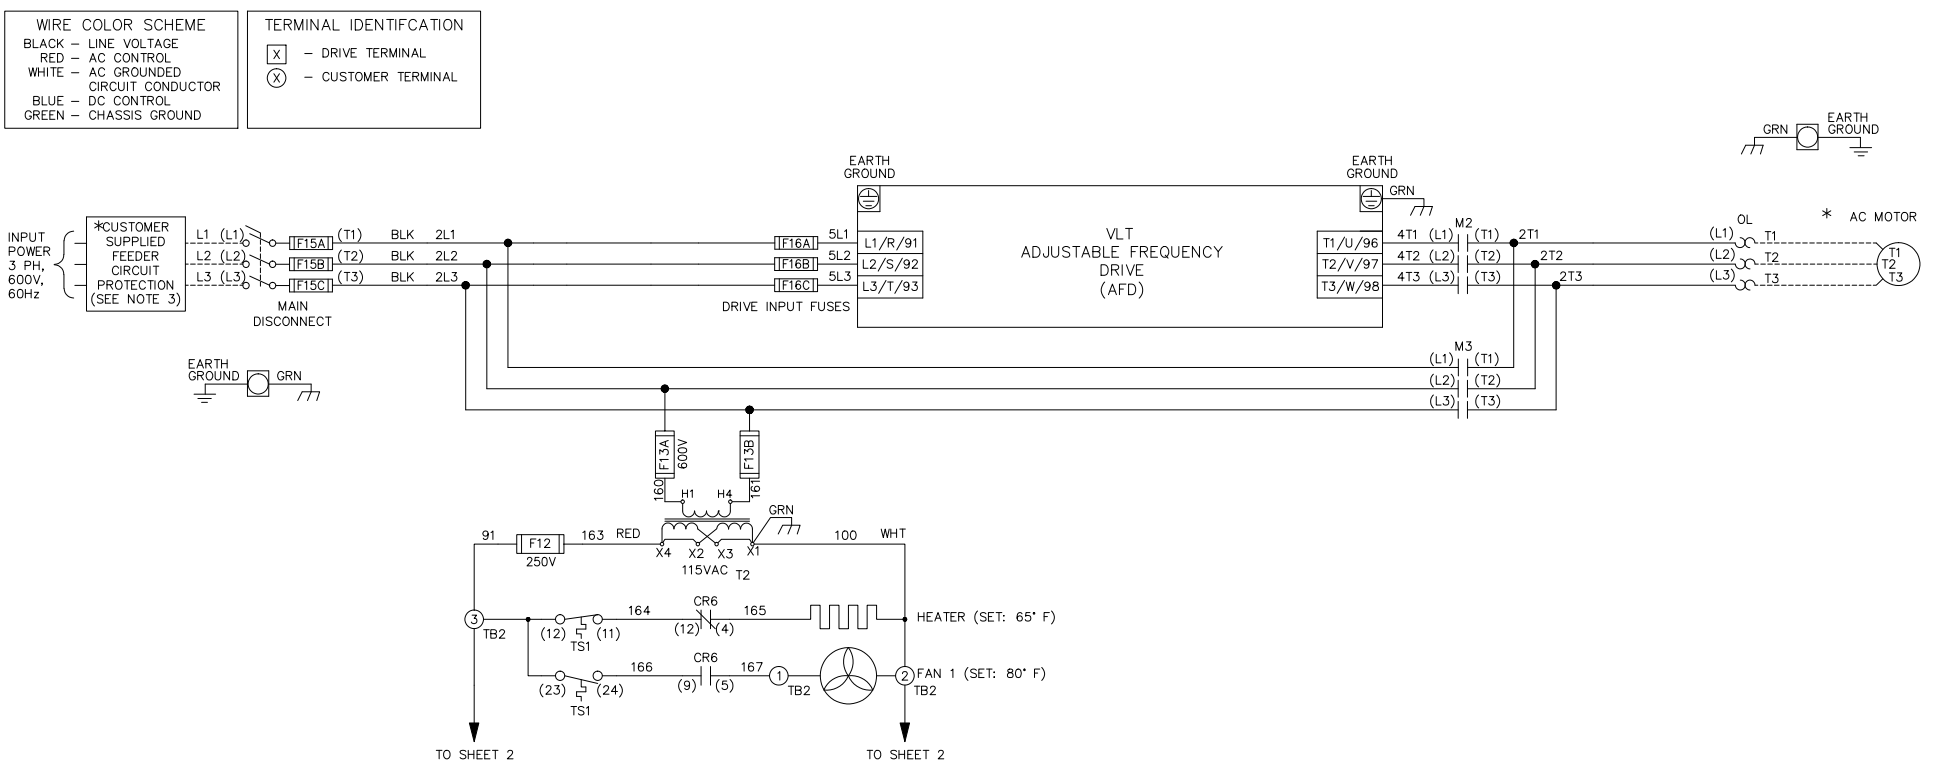 WIRE COLOR SCHEME
BLACK – LINE VOLTAGE
RED – AC CONTROL
WHITE – AC GROUNDED
CIRCUIT CONDUCTOR
BLUE – DC CONTROL
GREEN – CHASSIS GROUND
TERMINAL IDENTIFCATION
X – DRIVE TERMINAL
X – CUSTOMER TERMINAL
GRN
EARTH
GROUND
EARTH
GROUND
EARTH
GROUND
GRN
INPUT
POWER
3 PH,
600V,
60Hz
*CUSTOMER
SUPPLIED
FEEDER
CIRCUIT
PROTECTION
(SEE NOTE 3)
L1 (L1) F15A (T1) BLK 2L1 F16A 5L1 L1/R/91
L2 (L2) F15B (T2) BLK 2L2 F16B 5L2 L2/S/92
L3 (L3) F15C (T3) BLK 2L3 F16C 5L3 L3/T/93
MAIN
DISCONNECT
DRIVE INPUT FUSES
VLT
ADJUSTABLE FREQUENCY
DRIVE
(AFD)
M2
T1/U/96 4T1 (L1) (T1) 2T1
T2/V/97 4T2 (L2) (T2) 2T2
T3/W/98 4T3 (L3) (T3) 2T3
OL
(L1) T1
(L2) T2
(L3) T3
* AC MOTOR
T1
T2
T3
M3
(L1) (T1)
(L2) (T2)
(L3) (T3)
EARTH
GROUND
GRN
F13A
600V
F13B
160
161
H1 H4
GRN
91 F12 163 RED
250V
X4 X2 X3 X1
100 WHT
115VAC T2
3
TB2
164 CR6 165
(12) (11) (12) (4)
TS1
HEATER (SET: 65° F)
166 CR6 167
(23) (24) (9) (5)
TS1
1
TB2
2
TB2
FAN 1 (SET: 80° F)
TO SHEET 2
TO SHEET 2